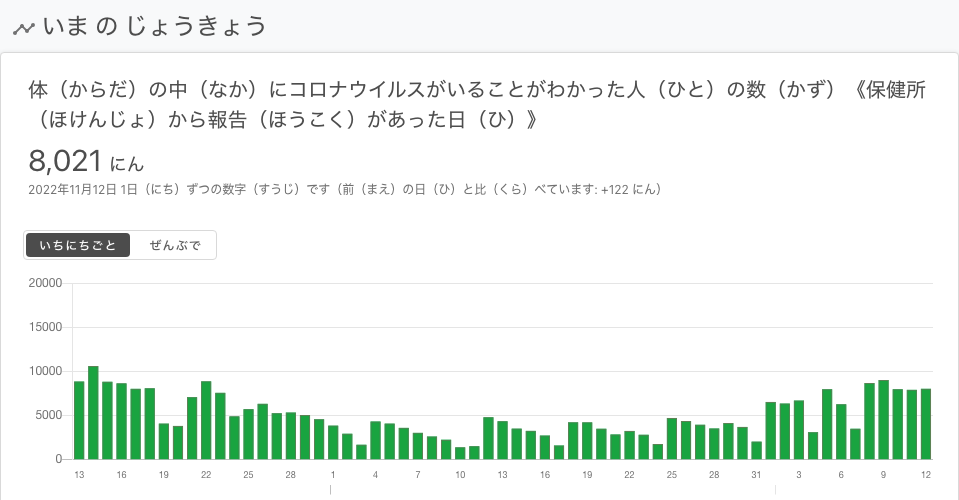 いま の じょうきょう
体（からだ）の中（なか）にコロナウイルスがいることがわかった人（ひと）の数（かず）《保健所
（ほけんじょ）から報告（ほうこく）があった日（ひ）》
8,021 にん
2022年11月12日 1日（にち）ずつの数字（すうじ）です（前（まえ）の日（ひ）と比（くら）べています: +122 にん）
いちにちごと ぜんぶで
20000
15000
10000
5000
0
13 16 19 22 25 28 1 4 7 10 13 16 19 22 25 28 31 3 6 9 12